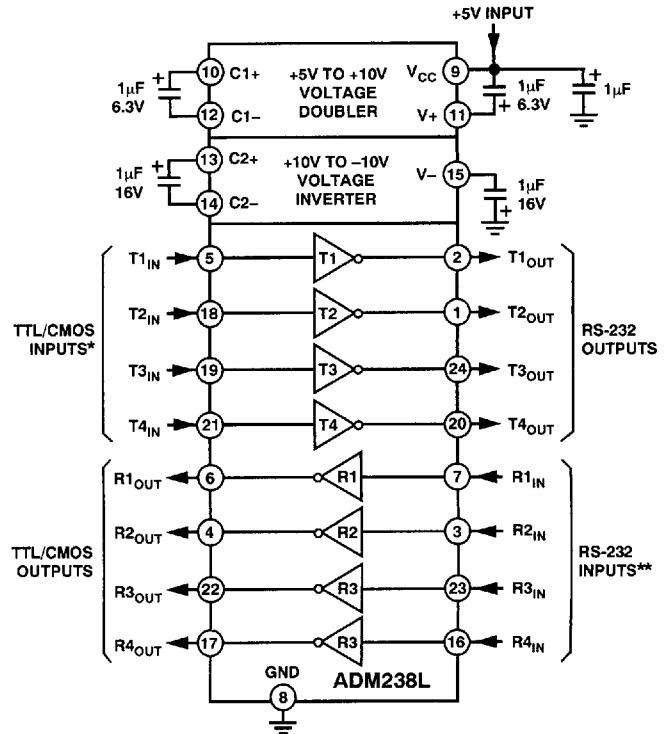 +5V INPUT
10 C1+ +5V TO +10V VOLTAGE DOUBLER VCC 9
1µF 6.3V
+
12 C1– V+ 11
+ 1µF 6.3V
+ 1µF
13 C2+ +10V TO –10V VOLTAGE INVERTER V– 15
+ 1µF 16V
14 C2–
1µF 16V +
TTL/CMOS INPUTS*
T1IN 5 T1 2 T1OUT
T2IN 18 T2 1 T2OUT
T3IN 19 T3 24 T3OUT
T4IN 21 T4 20 T4OUT
RS-232 OUTPUTS
TTL/CMOS OUTPUTS
R1OUT 6 R1 7 R1IN
R2OUT 4 R2 3 R2IN
R3OUT 22 R3 23 R3IN
R4OUT 17 R3 16 R4IN
RS-232 INPUTS**
GND
8
ADM238L